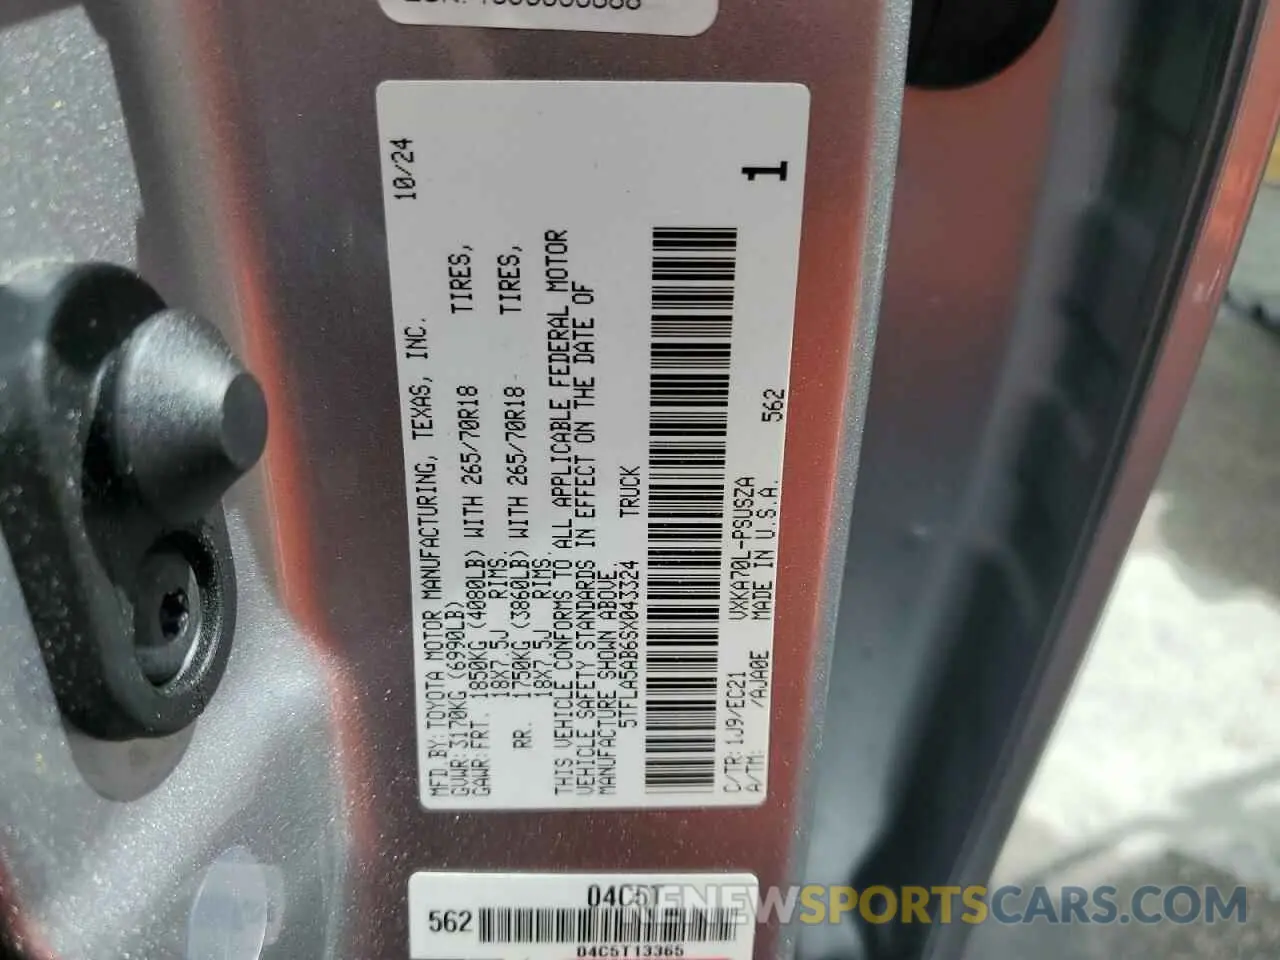 10/24
MFD BY:TOYOTA MOTOR MANUFACTURING, TEXAS, INC.
GVWR:3170KG (6990LB)
GAWR:FRT. 1850KG (4080LB) WITH 265/70R18 TIRES,
18X7.5J RIMS
RR. 1750KG (3860LB) WITH 265/70R18 TIRES,
18X7.5J RIMS.
THIS VEHICLE CONFORMS TO ALL APPLICABLE FEDERAL MOTOR
VEHICLE SAFETY STANDARDS IN EFFECT ON THE DATE OF
MANUFACTURE SHOWN ABOVE.
5TFLA5AB6SX043324 TRUCK
1
C/TR:1J9/EC21 VXKA70L-PSUSZA
A/TM: /AJA0E MADE IN U.S.A. 562
04C5T
562
04C5T13365
RENEWSPORTSCARS.COM